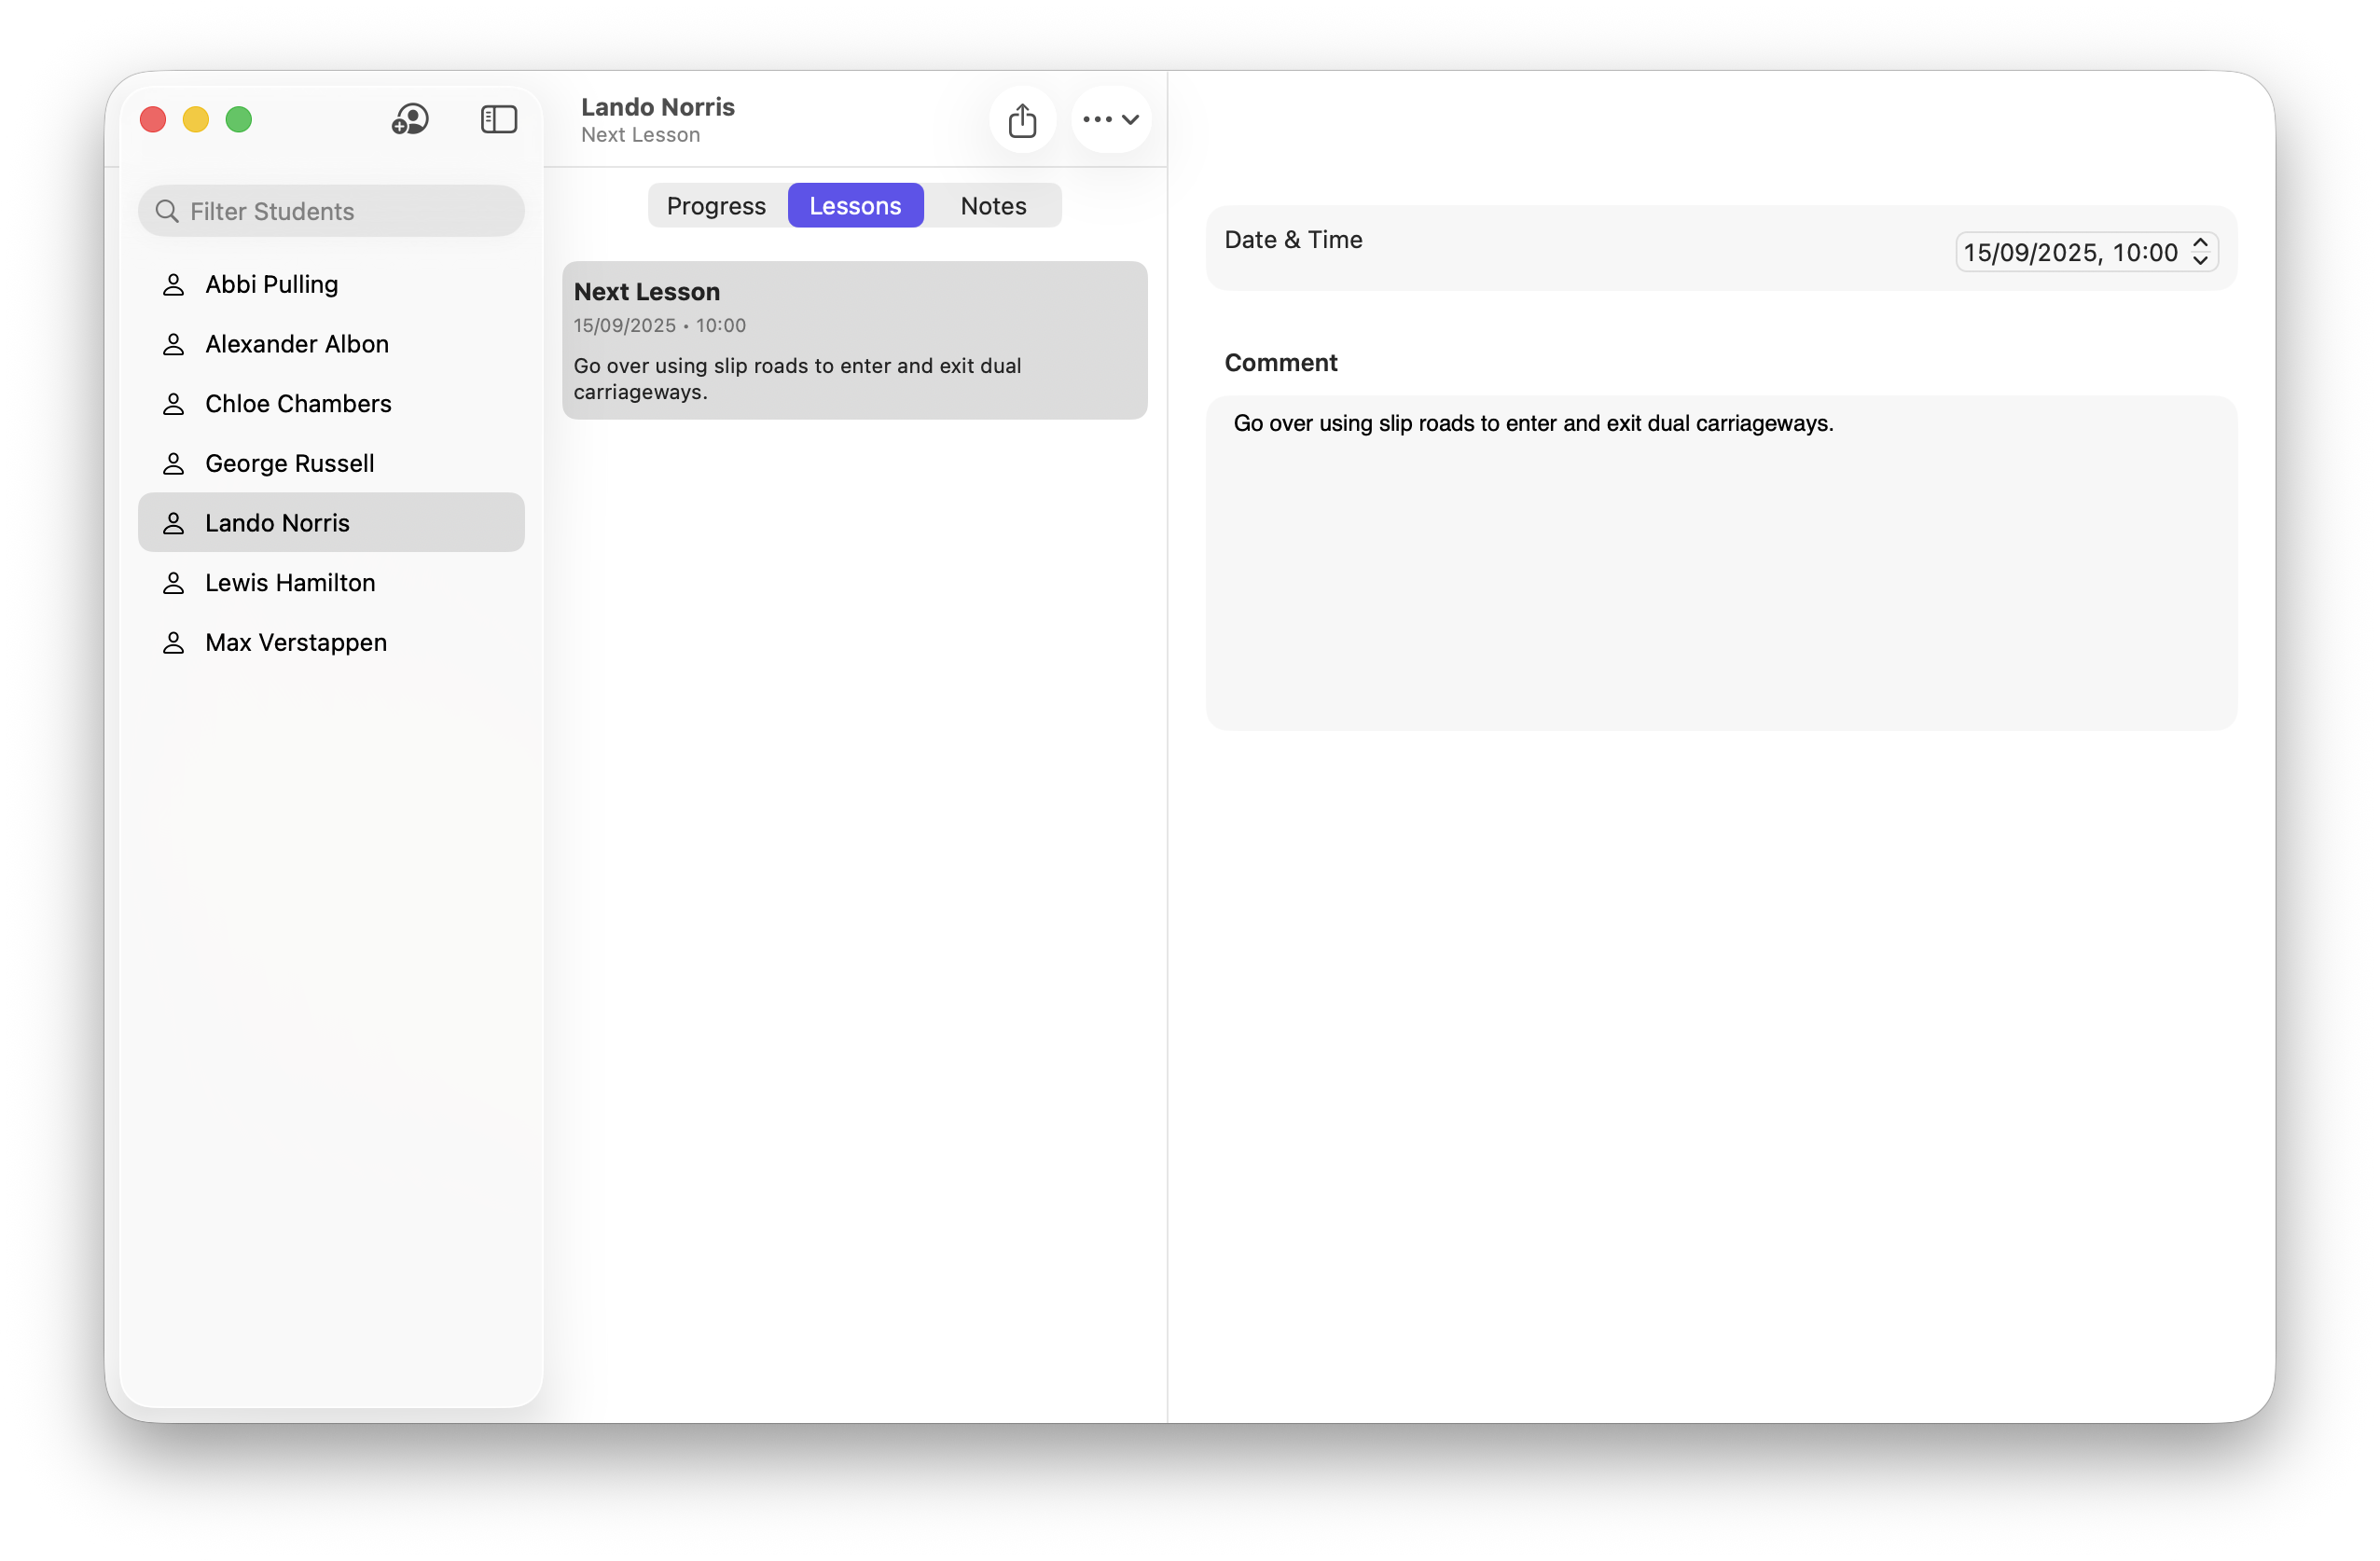 Filter Students
Abbi Pulling
Alexander Albon
Chloe Chambers
George Russell
Lando Norris
Lewis Hamilton
Max Verstappen
Lando Norris
Next Lesson
Progress
Lessons
Notes
Next Lesson
15/09/2025 • 10:00
Go over using slip roads to enter and exit dual
carriageways.
Date & Time
15/09/2025, 10:00
Comment
Go over using slip roads to enter and exit dual carriageways.